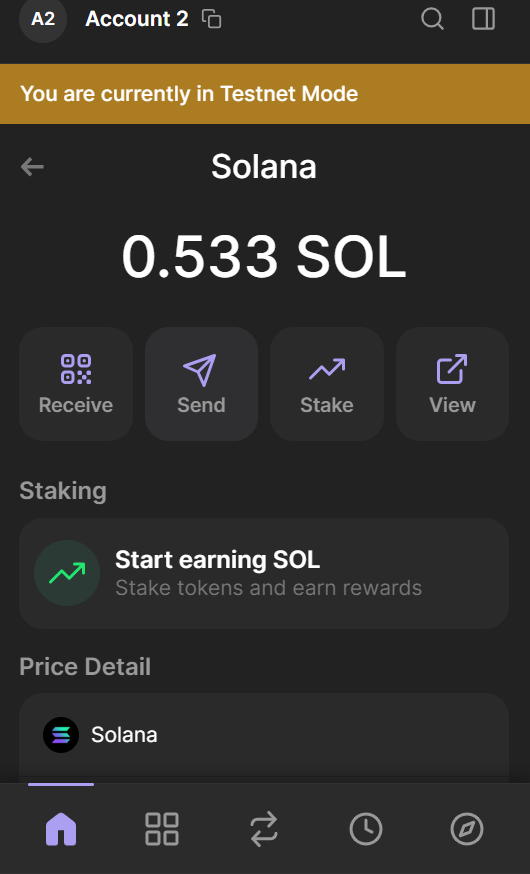 A2 Account 2
You are currently in Testnet Mode
Solana
0.533 SOL
Receive Send Stake View
Staking
Start earning SOL
Stake tokens and earn rewards
Price Detail
Solana